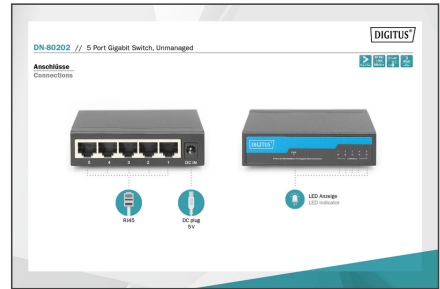 DIGITUS®
DN-80202 // 5 Port Gigabit Switch, Unmanaged
Anschlüsse
Connections
5 4 3 2 1 DC IN
DIGITUS
RJ45
DC plug
5V
LED Anzeige
LED indicator